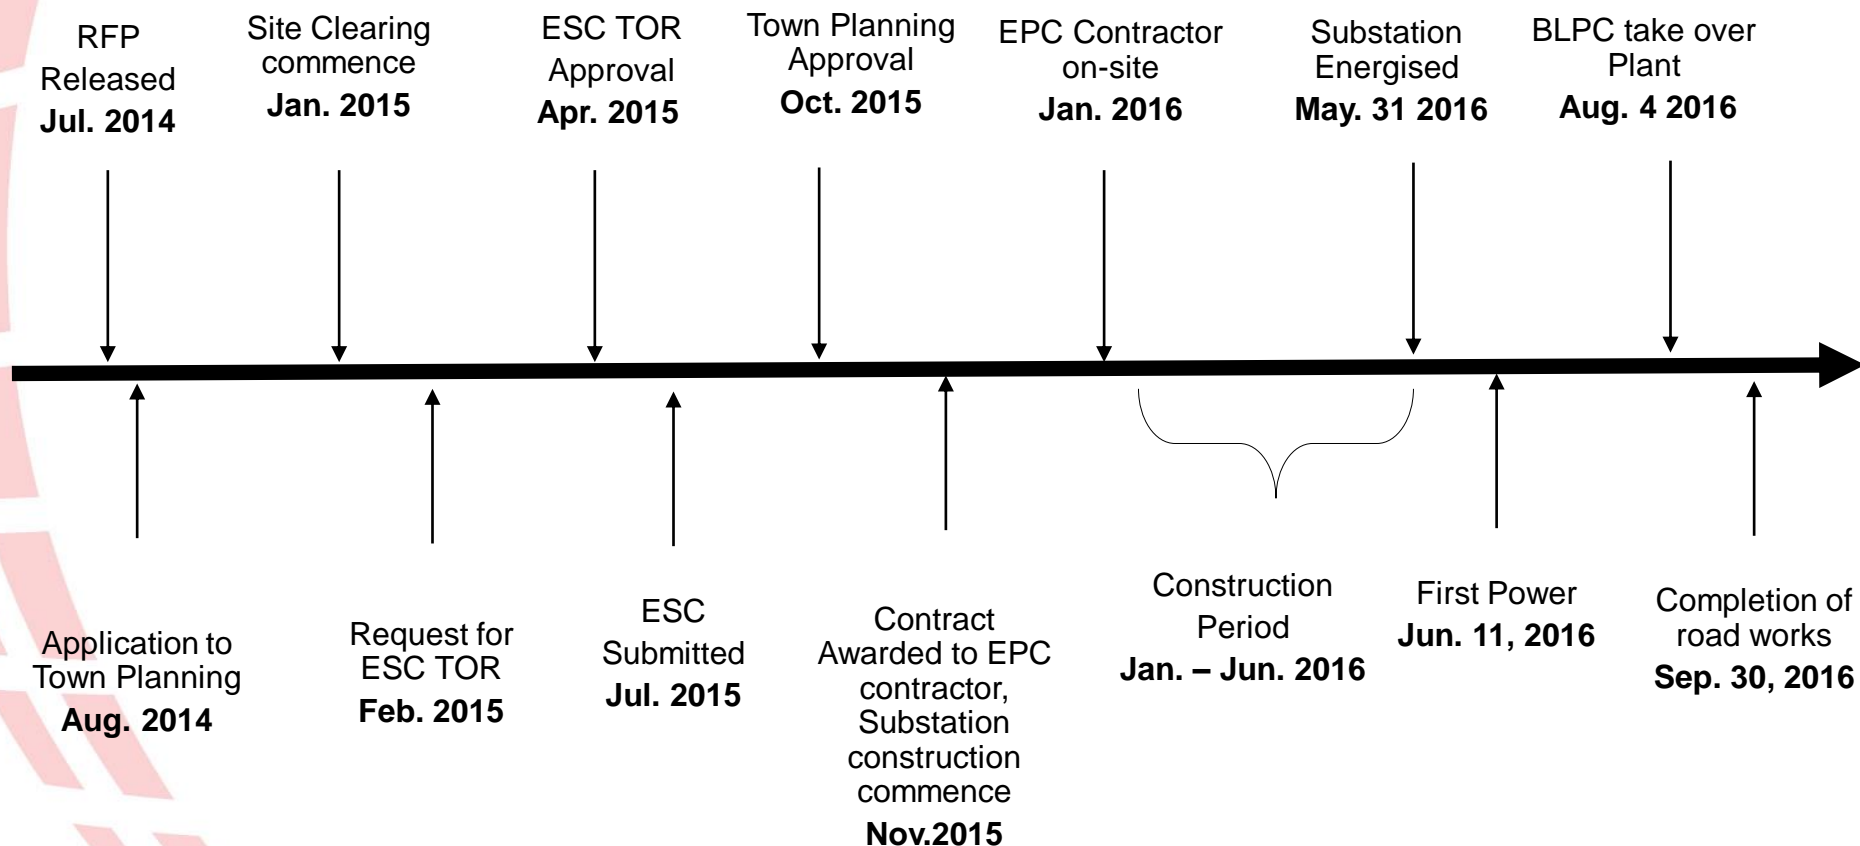 RFP
Released
Jul. 2014
Site Clearing
commence
Jan. 2015
ESC TOR
Approval
Apr. 2015
Town Planning
Approval
Oct. 2015
EPC Contractor
on-site
Jan. 2016
Substation
Energised
May. 31 2016
BLPC take over
Plant
Aug. 4 2016
Application to
Town Planning
Aug. 2014
Request for
ESC TOR
Feb. 2015
ESC
Submitted
Jul. 2015
Contract
Awarded to EPC
contractor,
Substation
construction
commence
Nov.2015
Construction
Period
Jan. – Jun. 2016
First Power
Jun. 11, 2016
Completion of
road works
Sep. 30, 2016